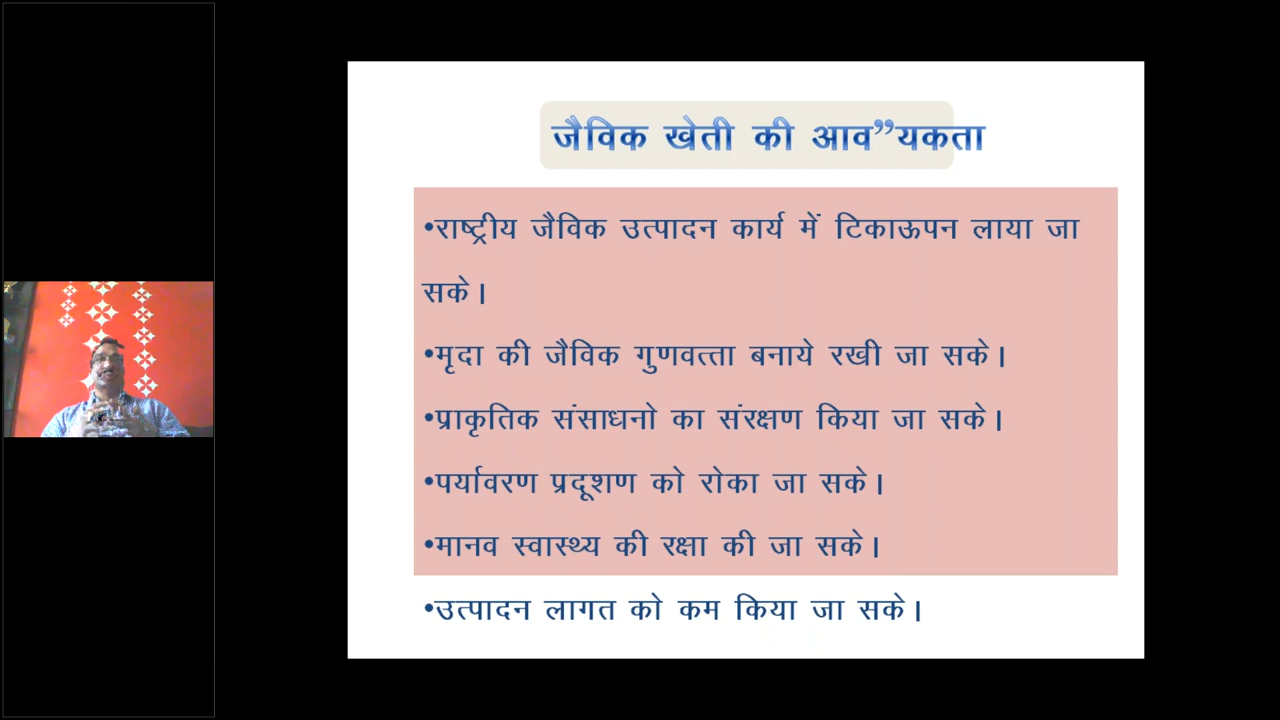 जैविक खेती की आव”यकता
•राष्ट्रीय जैविक उत्पादन कार्य में टिकाऊपन लाया जा
सके।
•मृदा की जैविक गुणवत्ता बनाये रखी जा सके।
•प्राकृतिक संसाधनो का संरक्षण किया जा सके।
•पर्यावरण प्रदूशण को रोका जा सके।
•मानव स्वास्थ्य की रक्षा की जा सके।
•उत्पादन लागत को कम किया जा सके।